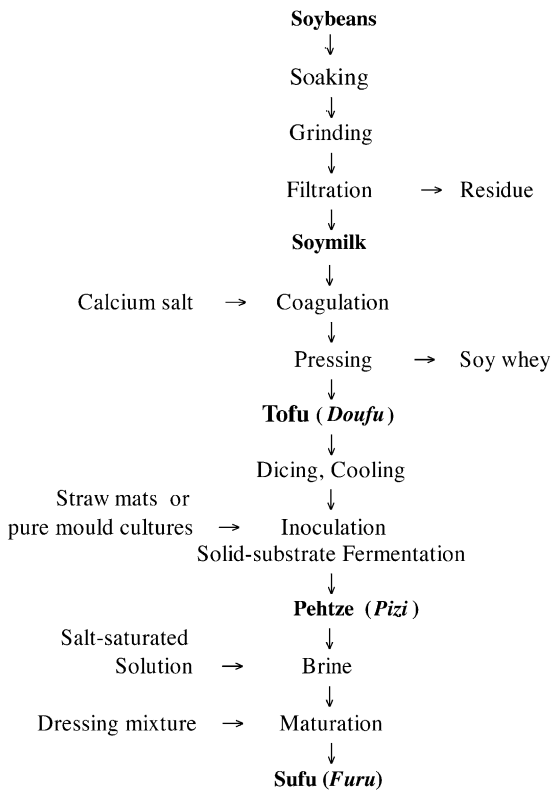 Soybeans
Soaking
Grinding
Filtration → Residue
Soymilk
Calcium salt → Coagulation
Pressing → Soy whey
Tofu (Doufu)
Dicing, Cooling
Straw mats or
pure mould cultures → Inoculation
Solid-substrate Fermentation
Pehtze (Pizi)
Salt-saturated
Solution → Brine
Dressing mixture → Maturation
Sufu (Furu)